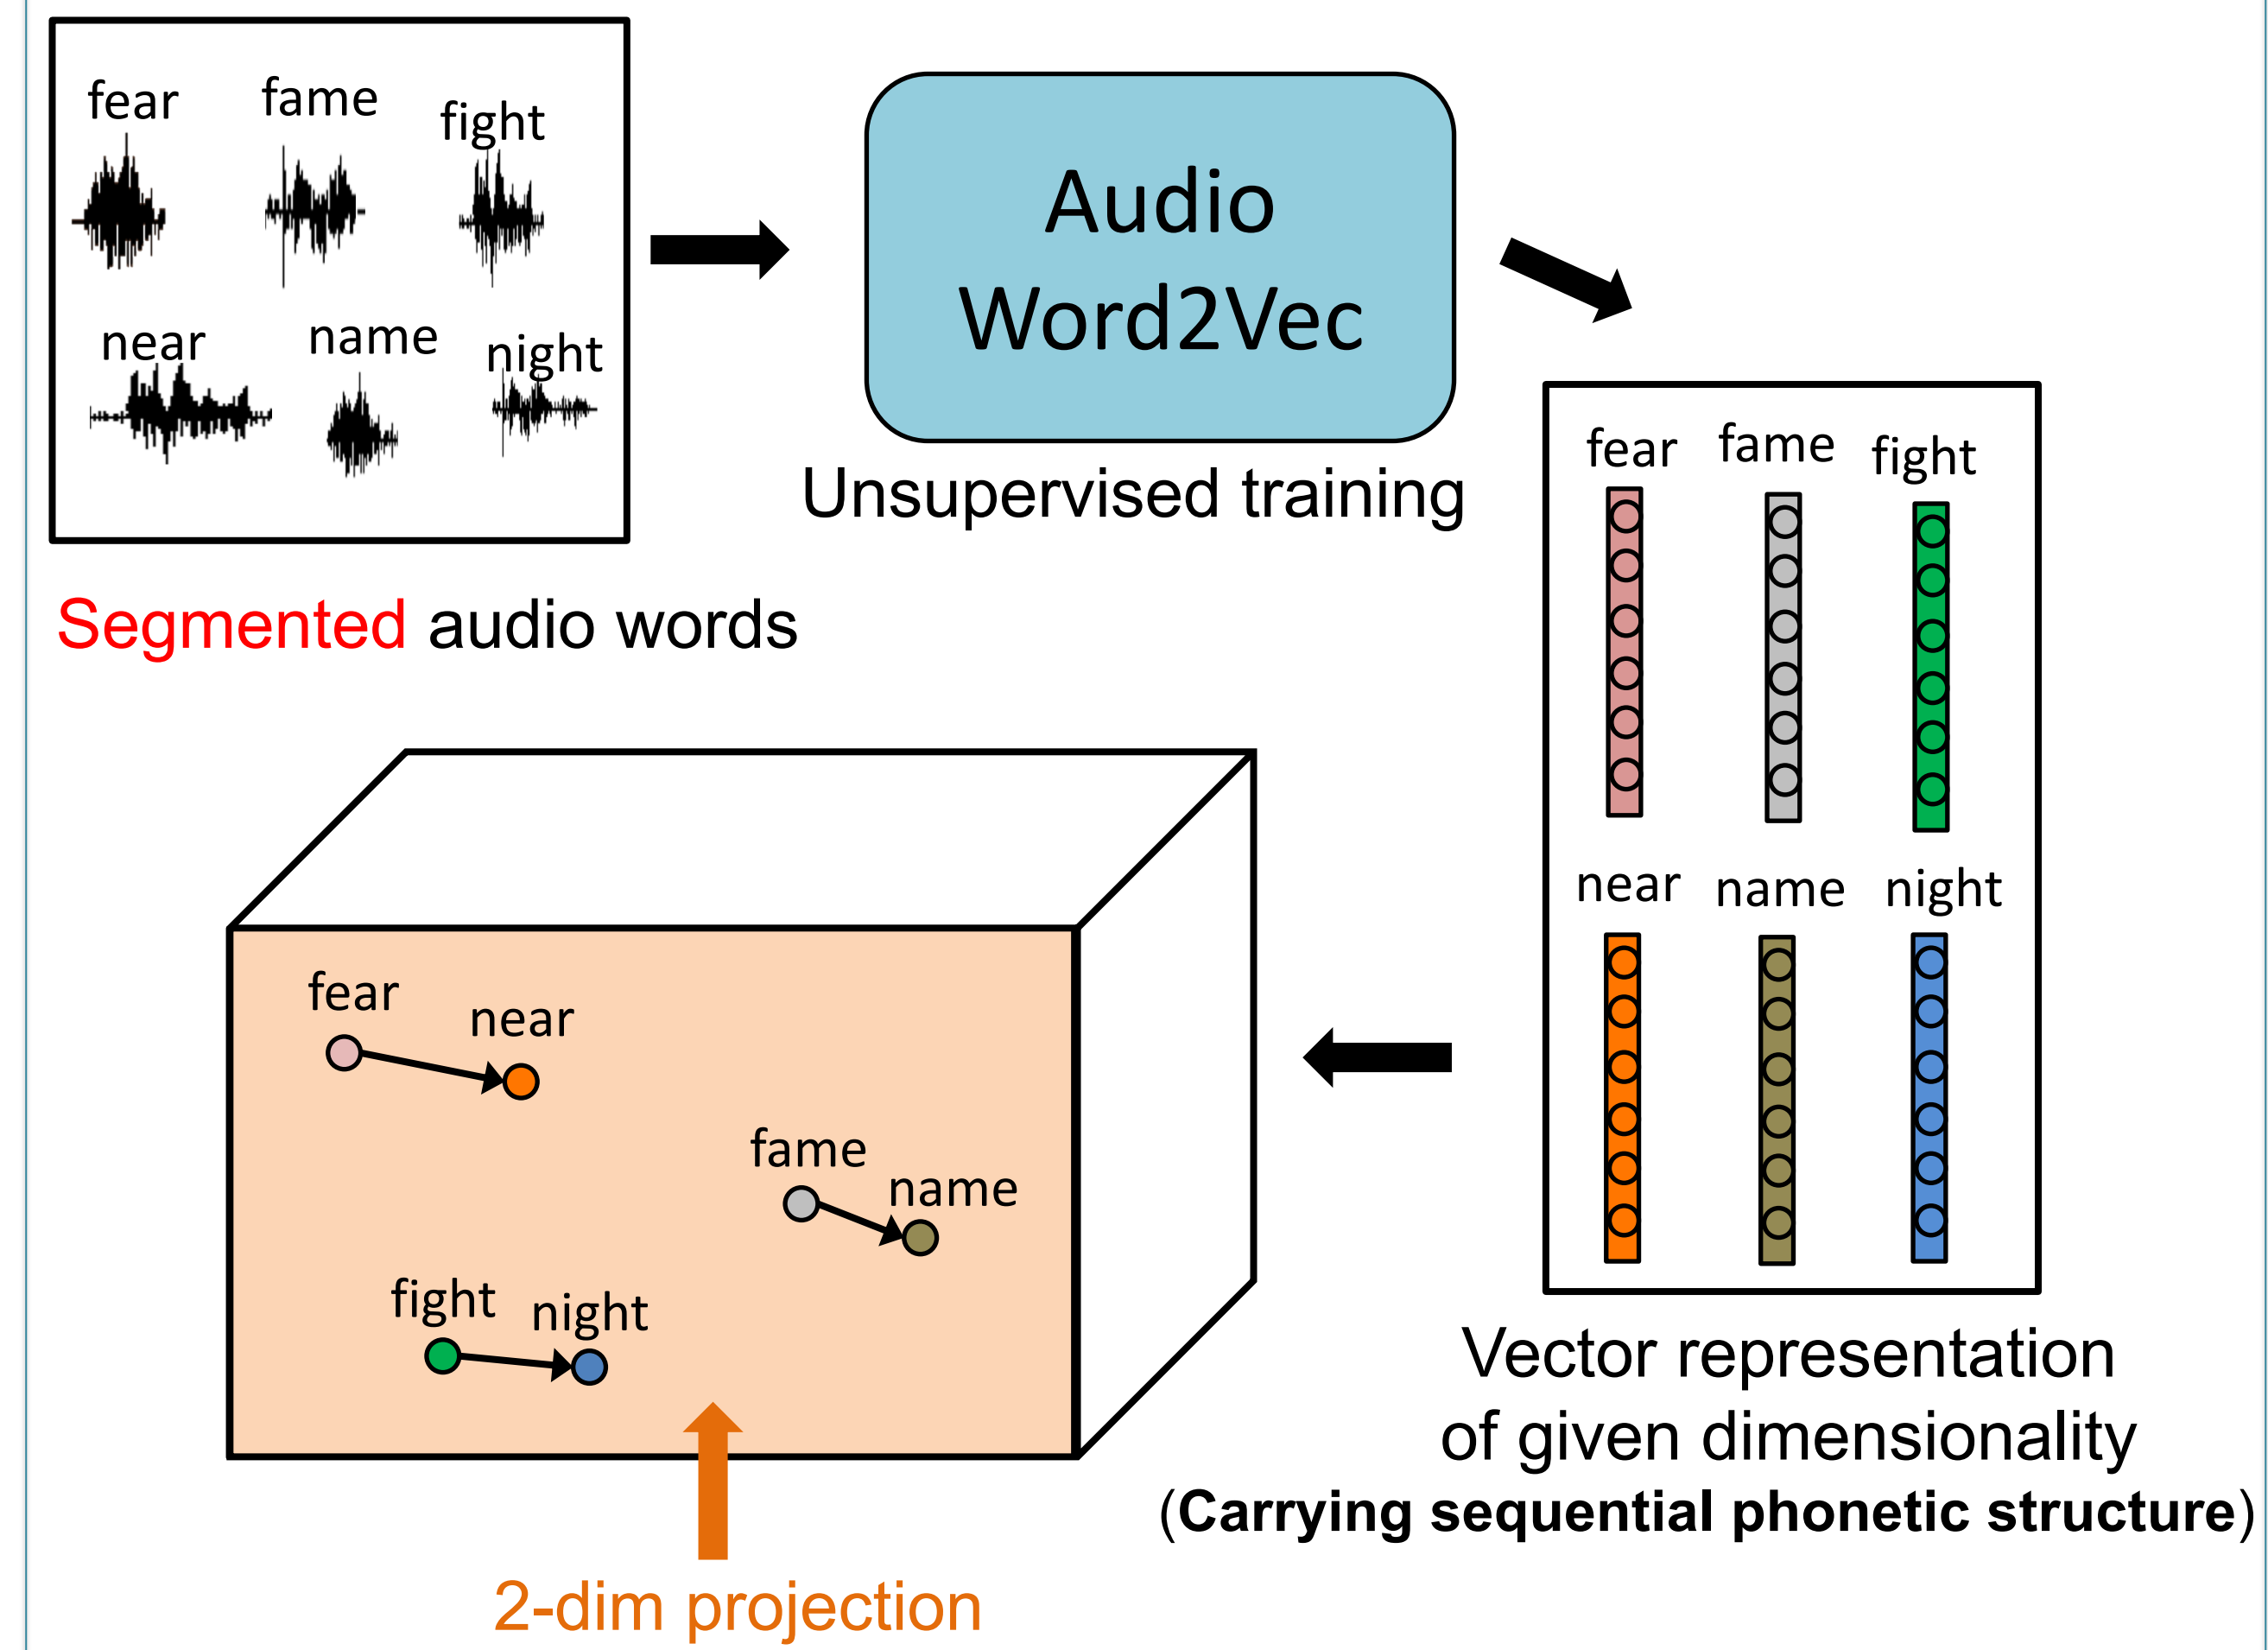 fear fame fight
near name night
Segmented audio words
Audio
Word2Vec
Unsupervised training
fear fame fight
near name night
Vector representation
of given dimensionality
(Carrying sequential phonetic structure)
fear near
fame name
fight night
2-dim projection